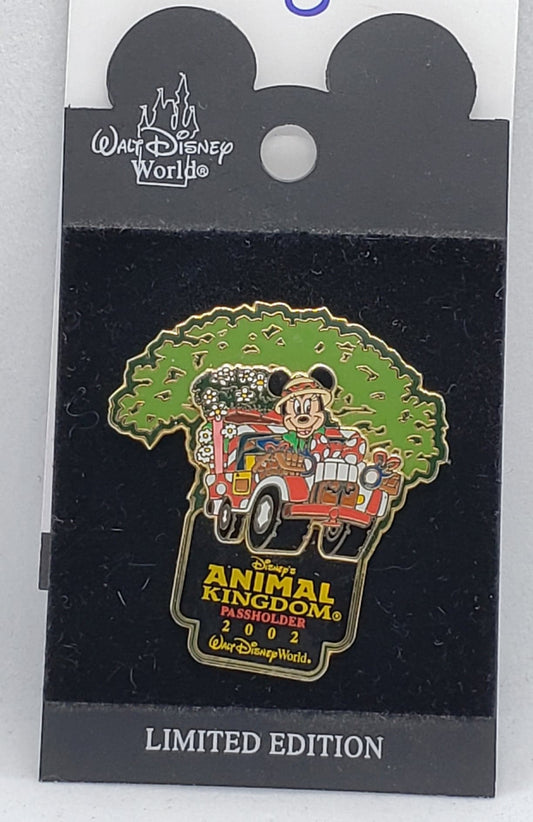 WALT DISNEY
World®
DISNEY'S
ANIMAL
KINGDOM®
PASSHOLDER
2002
WALT DISNEY World®
LIMITED EDITION